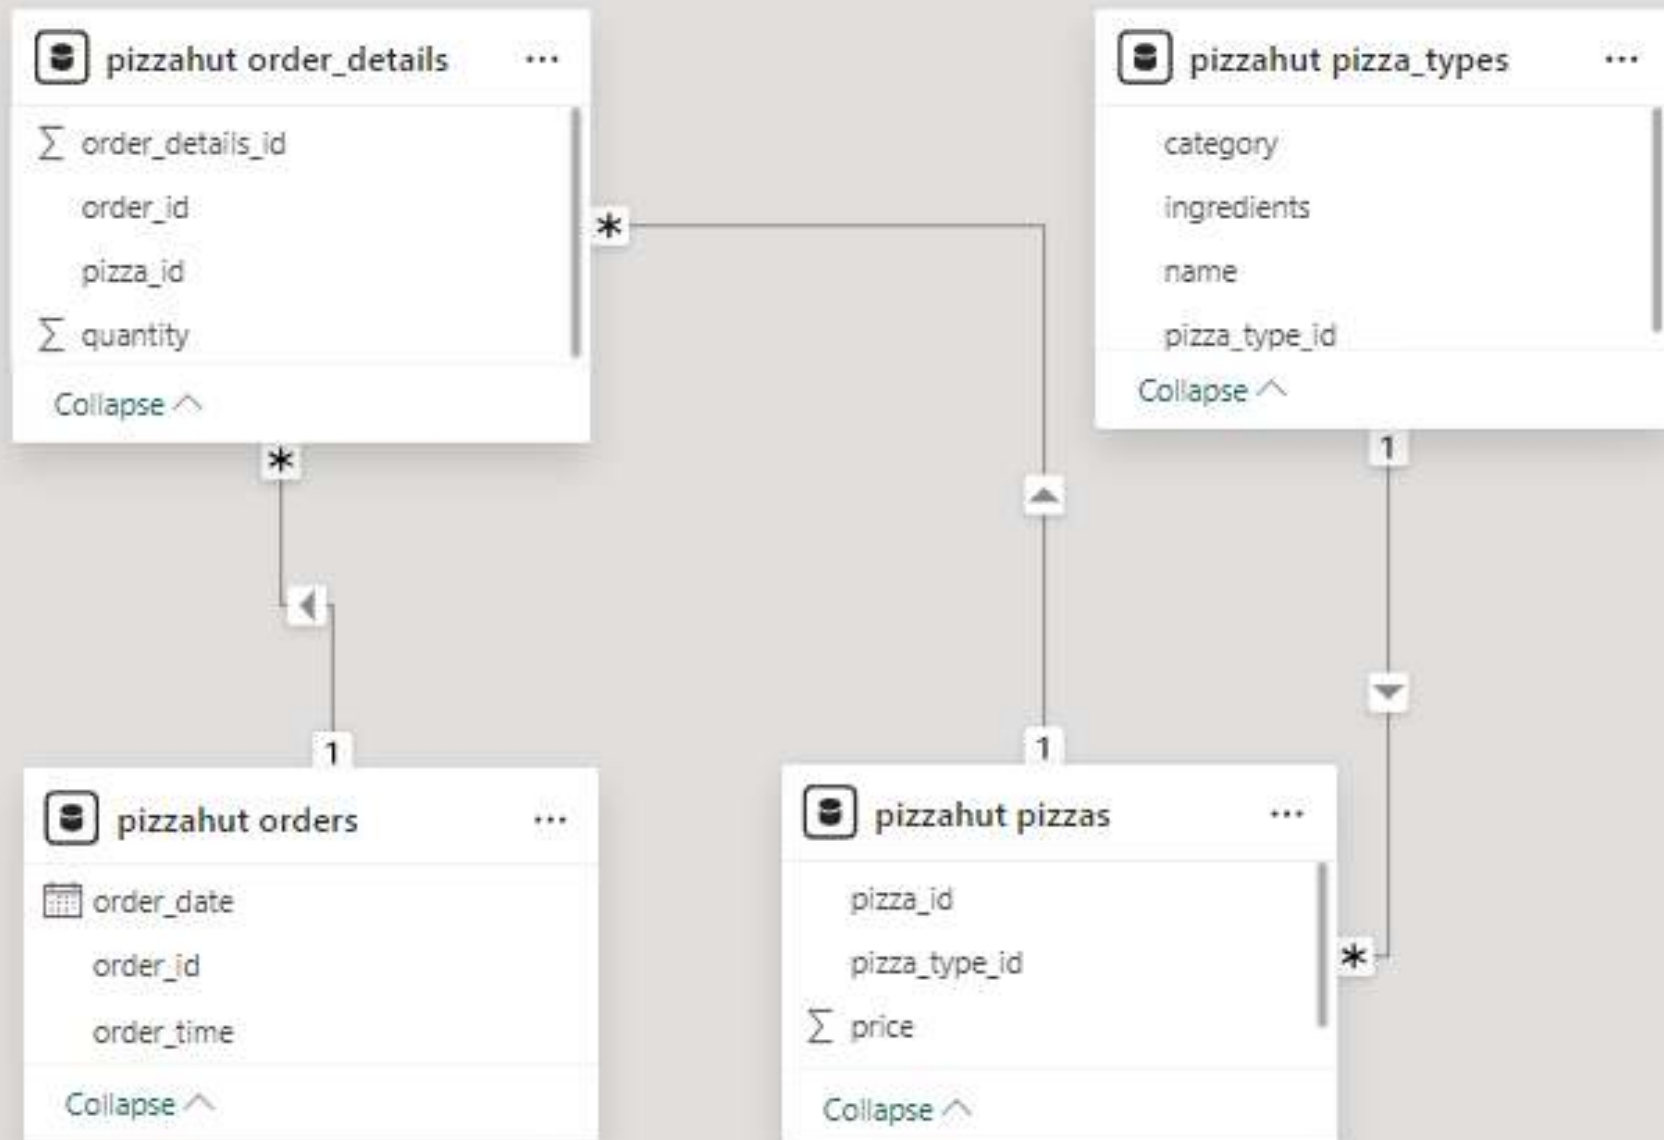 pizzahut order_details ...
∑ order_details_id
order_id
pizza_id
∑ quantity
Collapse
*
*
1
pizzahut pizza_types ...
category
ingredients
name
pizza_type_id
Collapse
1
pizzahut orders ...
order_date
order_id
order_time
Collapse
1
pizzahut pizzas ...
pizza_id
pizza_type_id
∑ price
Collapse
*